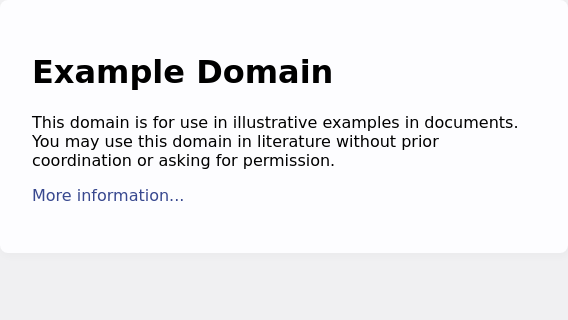 Example Domain
This domain is for use in illustrative examples in documents.
You may use this domain in literature without prior
coordination or asking for permission.
More information...